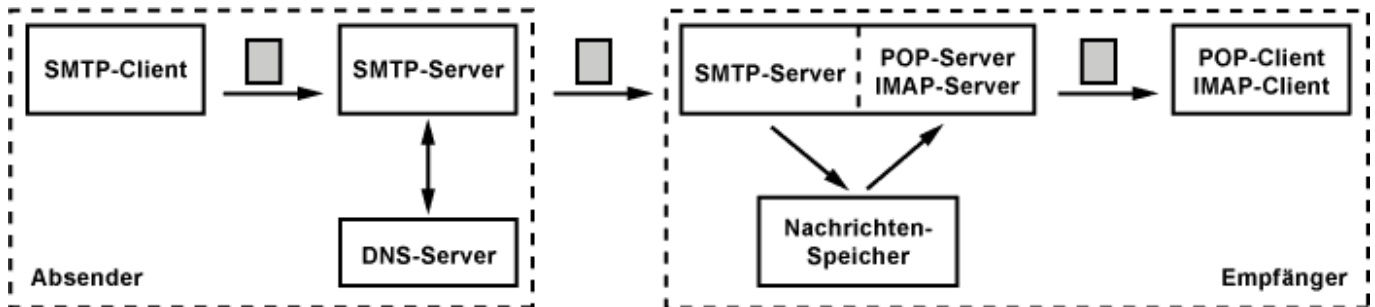 SMTP-Client
SMTP-Server
DNS-Server
Absender
SMTP-Server
POP-Server
IMAP-Server
Nachrichten-
Speicher
POP-Client
IMAP-Client
Empfänger